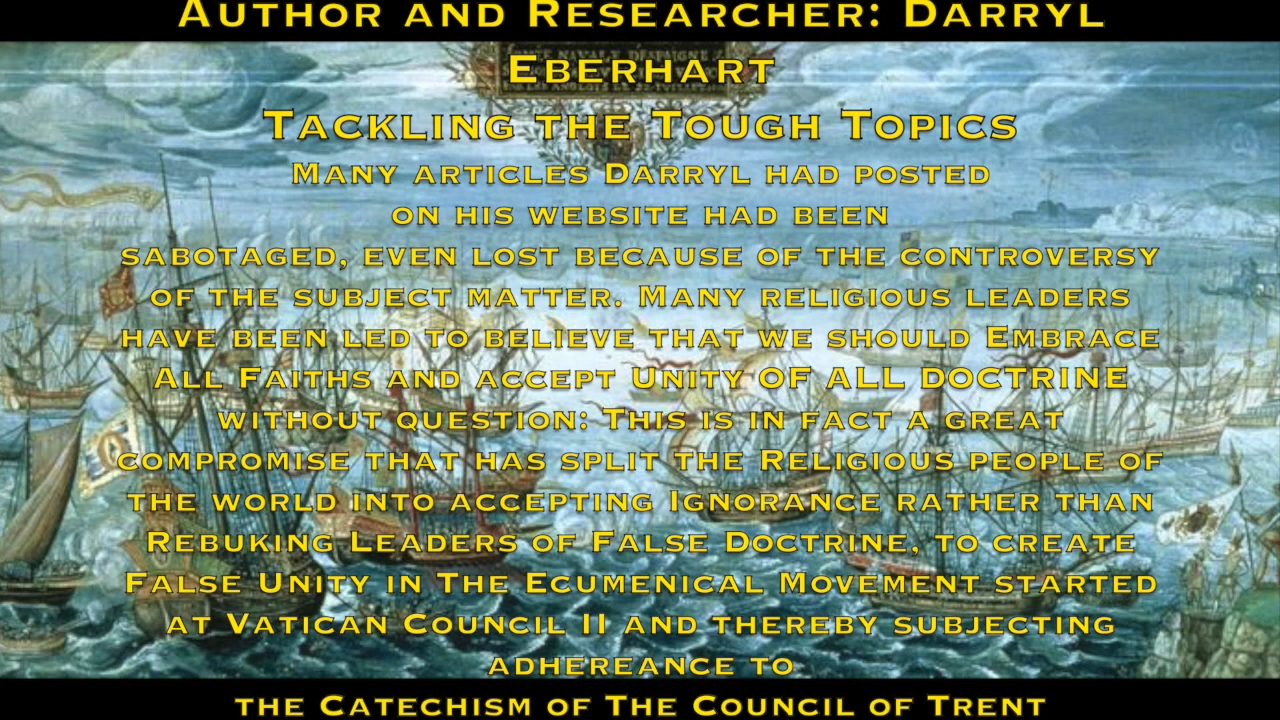 Author and Researcher: Darryl
Eberhart
Tackling the Tough Topics
Many articles Darryl had posted
on his website had been
sabotaged, even lost because of the controversy
of the subject matter. Many religious leaders
have been led to believe that we should Embrace
All Faiths and accept Unity OF ALL DOCTRINE
without question: This is in fact a great
compromise that has split the Religious people of
the world into accepting Ignorance rather than
Rebuking Leaders of False Doctrine, to create
False Unity in The Ecumenical Movement started
at Vatican Council II and thereby subjecting
adhereance to
the Catechism of The Council of Trent